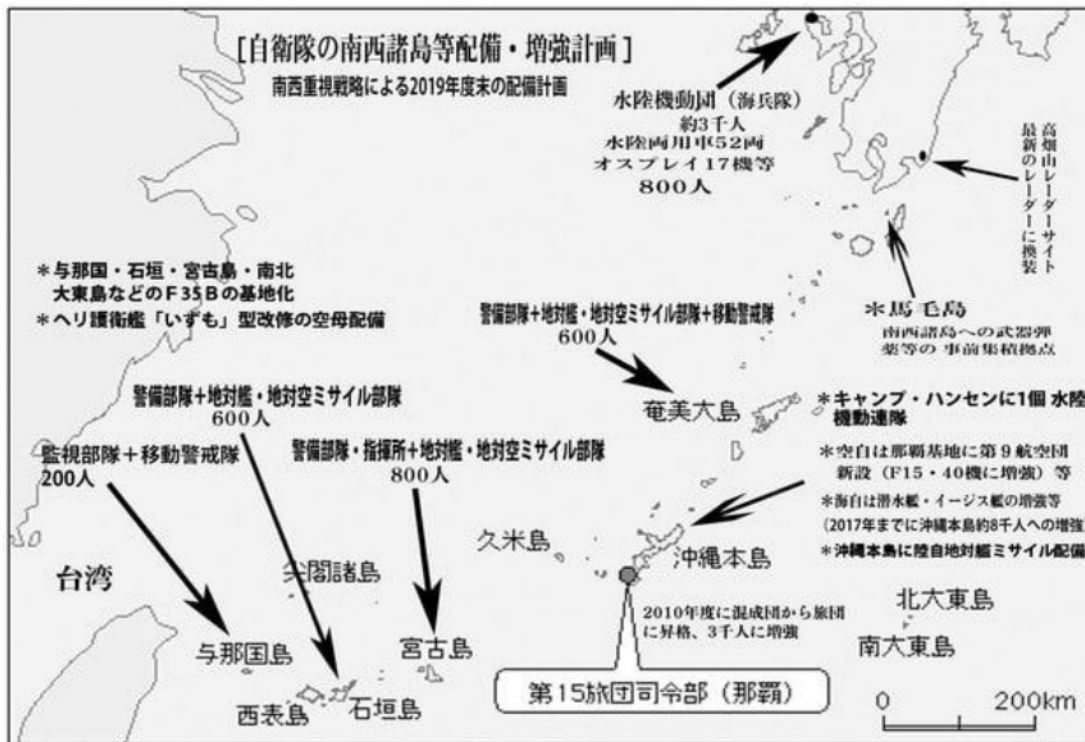 [自衛隊の南西諸島等配備・増強計画]
南西重視戦略による2019年度末の配備計画
水陸機動団（海兵隊）
約3千人
水陸両用車52両
オスプレイ17機等
800人
高畑山レーダーサイト
最新のレーダーに換装
＊馬毛島
南西諸島への武器弾
薬等の 事前集積拠点
＊与那国・石垣・宮古島・南北
大東島などのF35Bの基地化
＊ヘリ護衛艦「いずも」型改修の空母配備
警備部隊＋地対艦・地対空ミサイル部隊＋移動警戒隊
600人
奄美大島
警備部隊＋地対艦・地対空ミサイル部隊
600人
監視部隊＋移動警戒隊
200人
警備部隊・指揮所＋地対艦・地対空ミサイル部隊
800人
＊キャンプ・ハンセンに1個 水陸
機動連隊
＊空自は那覇基地に第９航空団
新設（F15・40機に増強）等
＊海自は潜水艦・イージス艦の増強等
（2017年までに沖縄本島約8千人への増強）
＊沖縄本島に陸自地対艦ミサイル配備
久米島
沖縄本島
台湾
尖閣諸島
北大東島
南大東島
2010年度に混成団から旅団
に昇格、3千人に増強
与那国島
宮古島
西表島
石垣島
第15旅団司令部（那覇）
0 200km